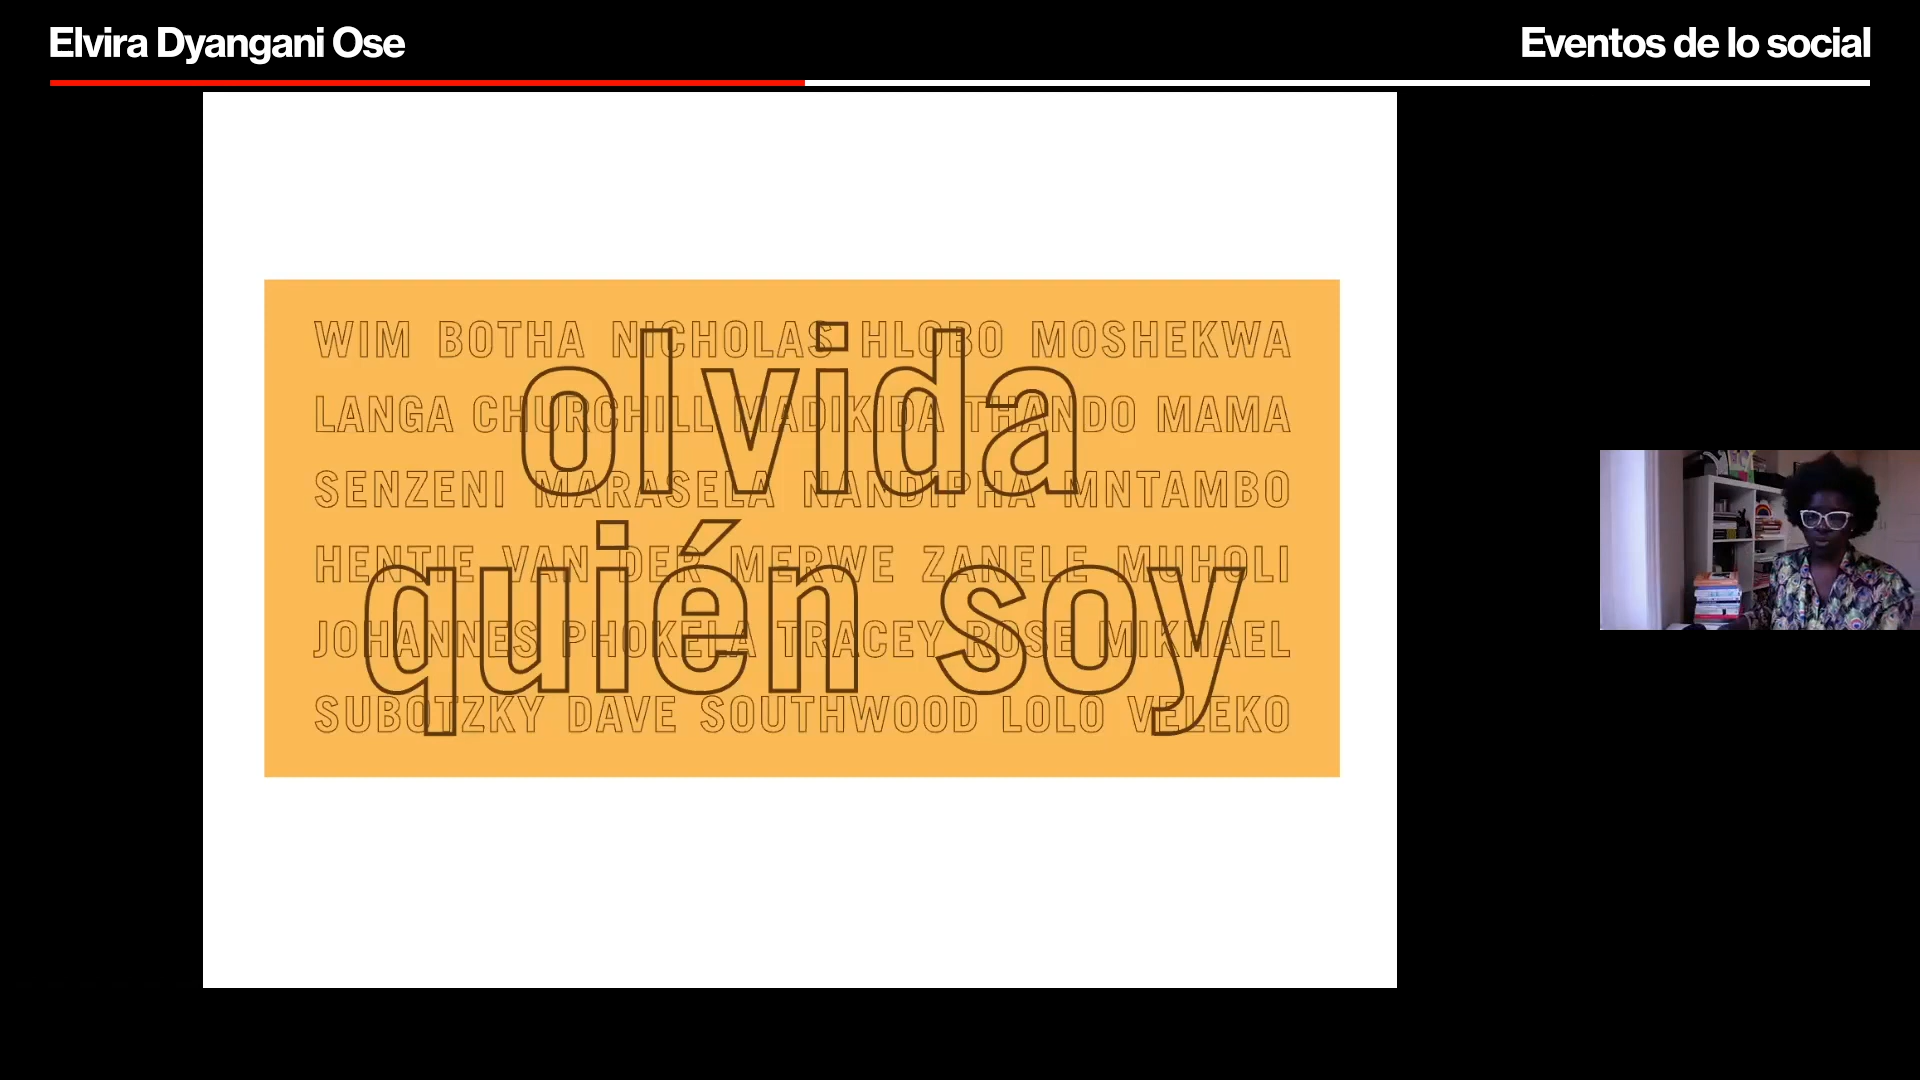 Elvira Dyangani Ose
Eventos de lo social
WIM BOTHA NICHOLAS HLOBO MOSHEKWA
LANGA CHURCHILL MADIKIDA THANDO MAMA
SENZENI MARASELA NANDIPHA MNTAMBO
HENTIE VAN DER MERWE ZANELE MUHOLI
JOHANNES PHOKELA TRACEY ROSE MIKHAEL
SUBOTZKY DAVE SOUTHWOOD LOLO VELEKO
olvida
quién soy